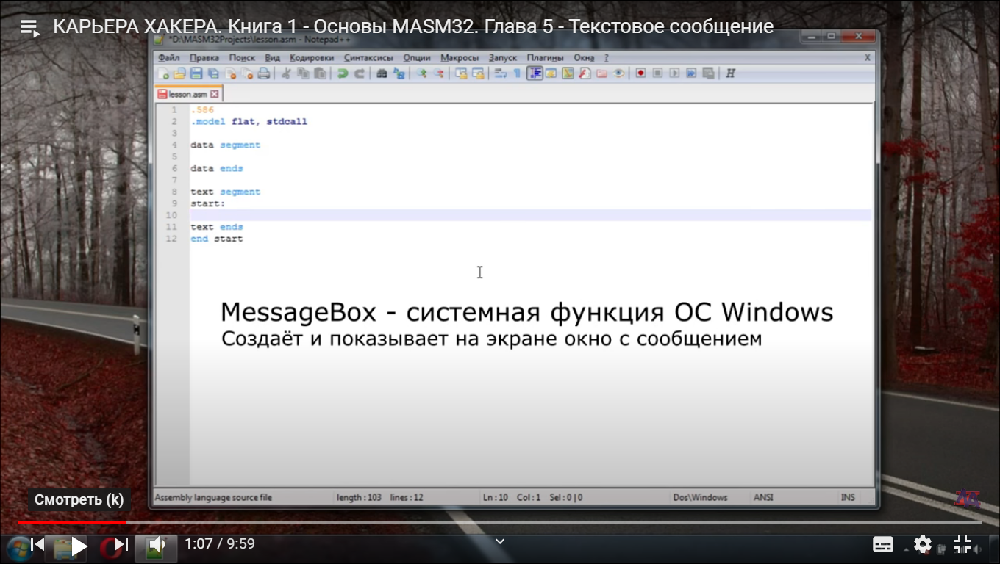 КАРЬЕРА ХАКЕРА. Книга 1 - Основы MASM32. Глава 5 - Текстовое сообщение
*D:\MASM32Projects\lesson.asm - Notepad++
Файл Правка Поиск Вид Кодировки Синтаксисы Опции Макросы Запуск Плагины Окна ? X
lesson.asm
1 .586
2 .model flat, stdcall
3
4 data segment
5
6 data ends
7
8 text segment
9 start:
10
11 text ends
12 end start
MessageBox - системная функция ОС Windows
Создаёт и показывает на экране окно с сообщением
Assembly language source file length : 103 lines : 12 Ln : 10 Col : 1 Sel : 0 | 0 Dos\Windows ANSI INS
Смотреть (k)
1:07 / 9:59